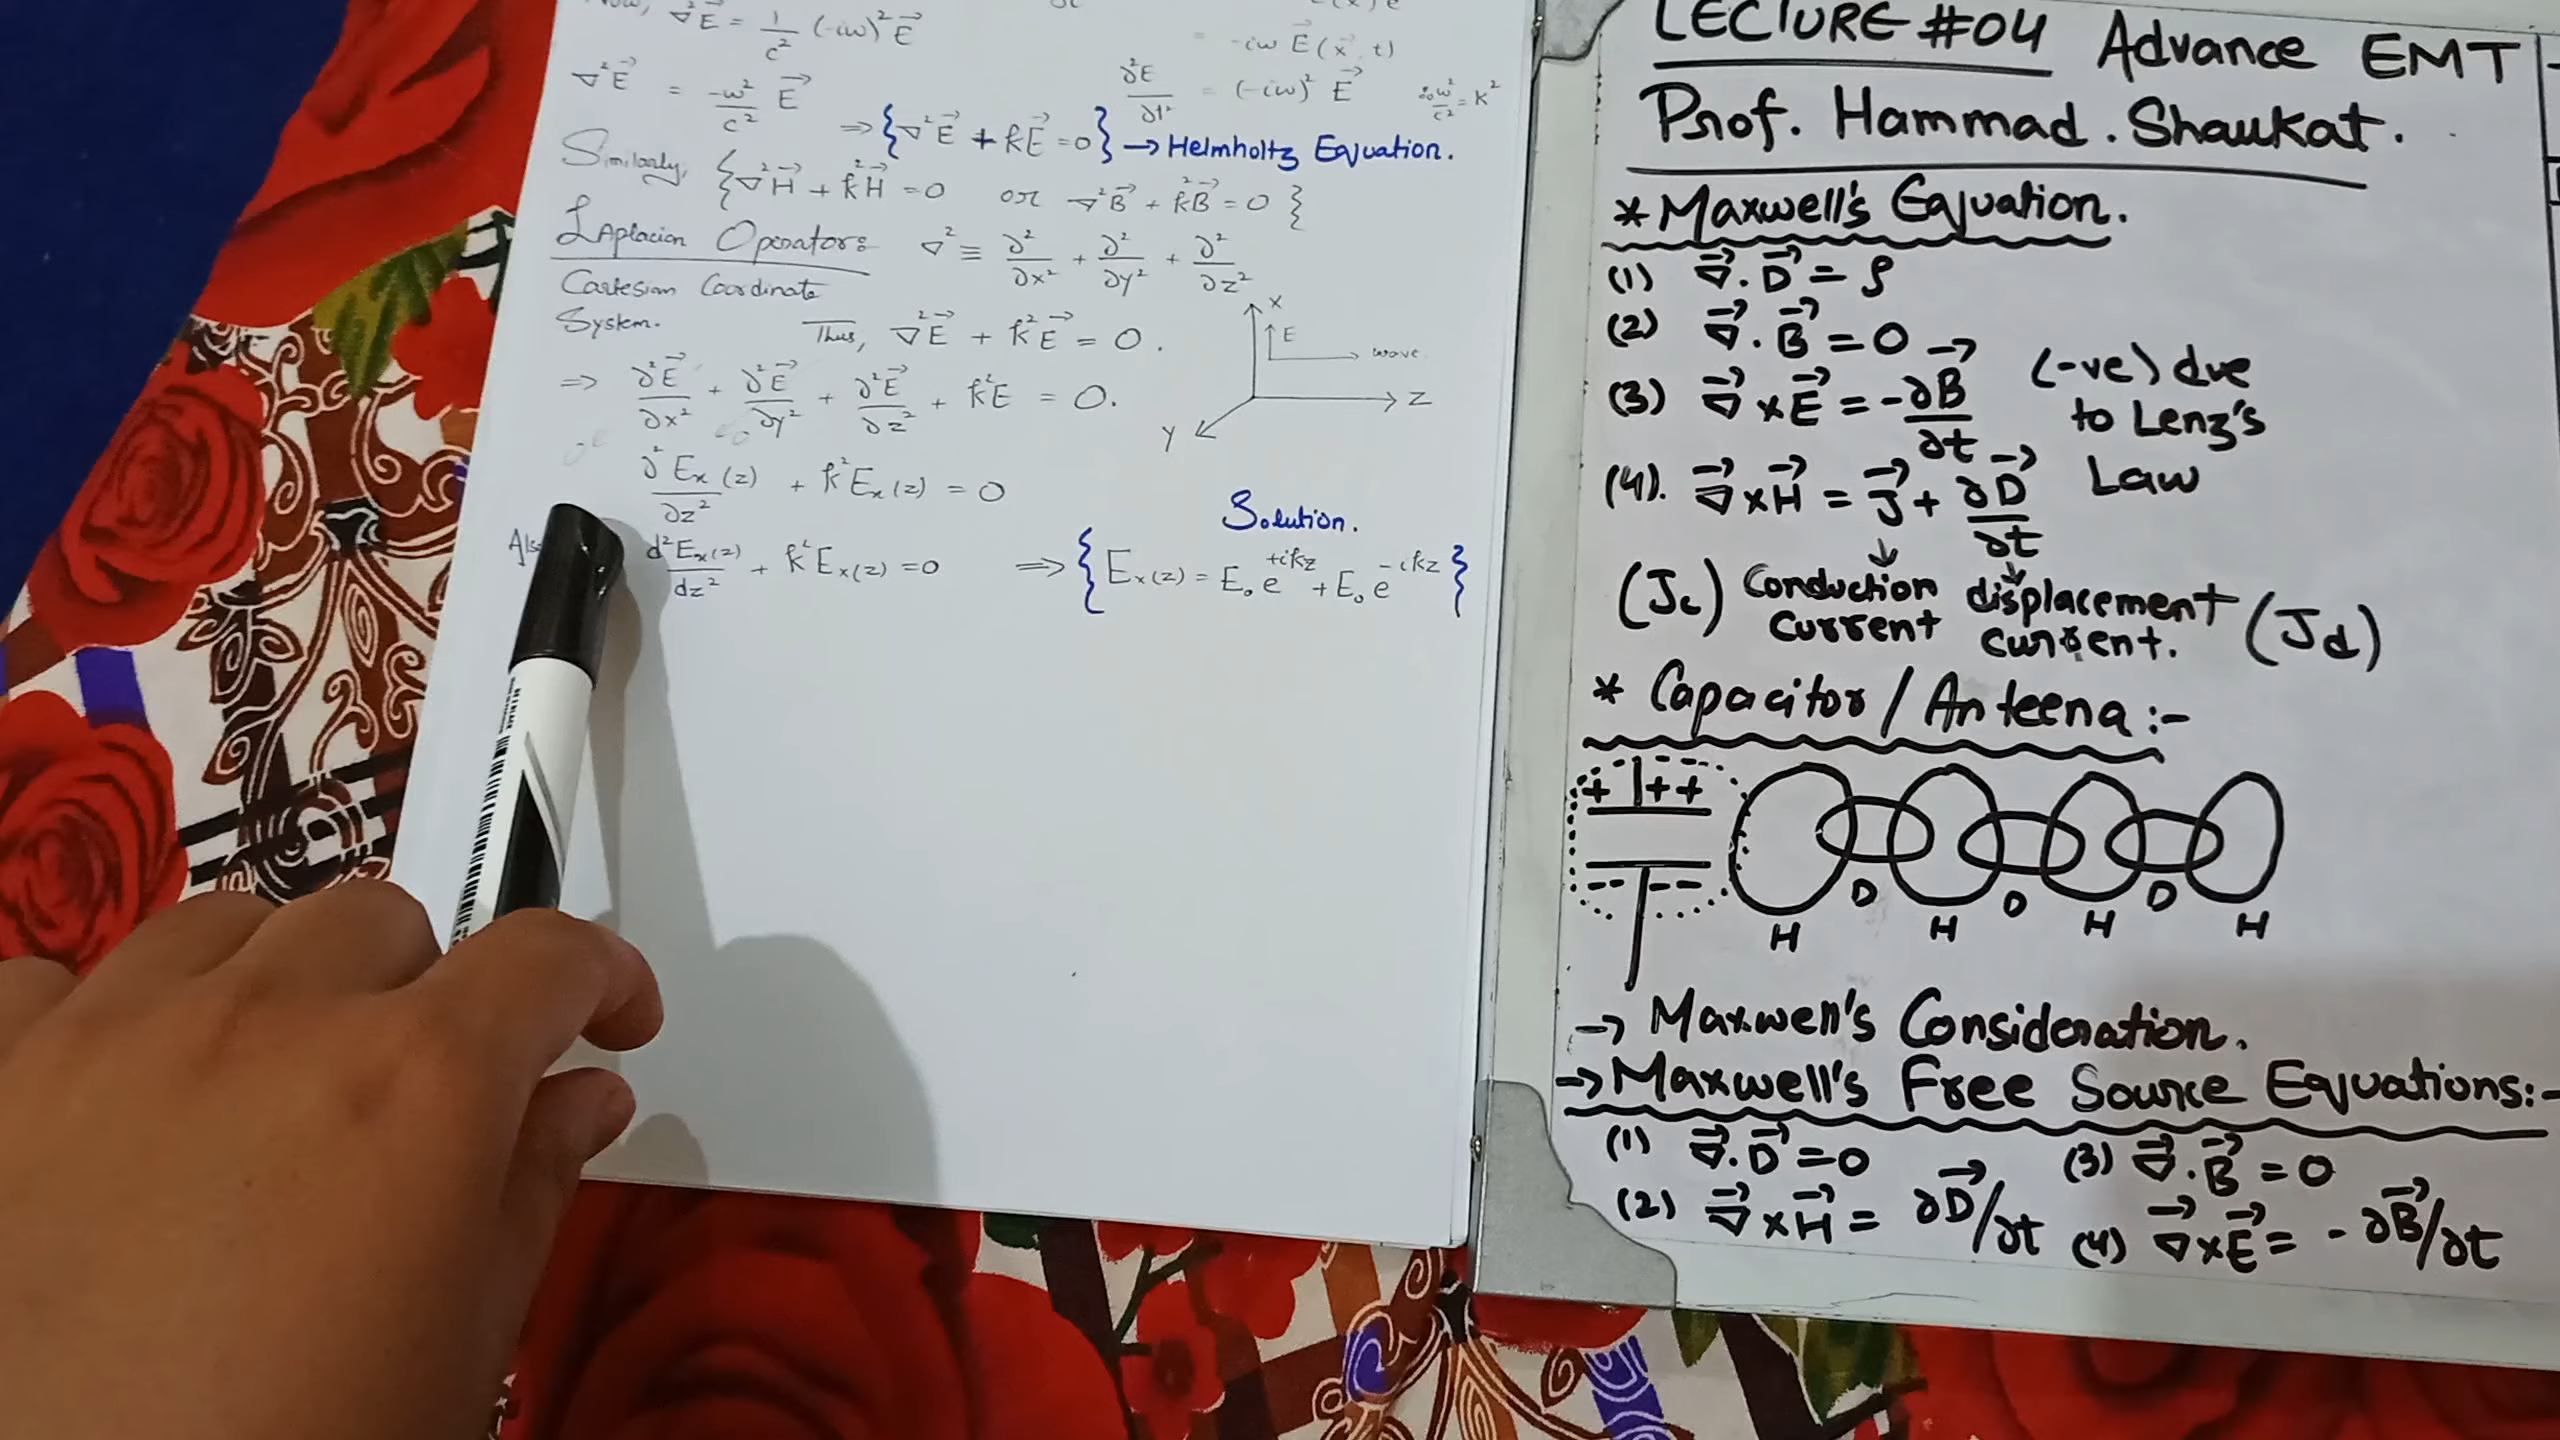 ∇²E⃗ = 1/c² (-iω)² E⃗
-iω E⃗(x⃗, t)
∇²E⃗ = -ω²/c² E⃗
∂²E/∂t² = (-iω)² E⃗ ∵ ω²/c² = K²
⇒ {∇²E⃗ + k²E⃗ = 0} → Helmholtz Equation.
Similarly, {∇²H⃗ + k²H⃗ = 0 or ∇²B⃗ + k²B⃗ = 0}
LAplacian Operator: ∇² ≡ ∂²/∂x² + ∂²/∂y² + ∂²/∂z²
Cartesian Coordinate
System.
Thus, ∇²E⃗ + k²E⃗ = 0.
X
E
wave
Z
Y
⇒ ∂²E⃗/∂x² + ∂²E⃗/∂y² + ∂²E⃗/∂z² + k²E = 0.
∂²Ex(z)/∂z² + k²Ex(z) = 0
Solution.
d²Ex(z)/dz² + k²Ex(z) = 0 ⇒ {Ex(z) = E₀e^+ikz + E₀e^-ikz}
LECTURE #04 Advance EMT
Prof. Hammad. Shaukat.
* Maxwell's Equation.
(1) ∇⃗.D⃗ = ρ
(2) ∇⃗.B⃗ = 0
(3) ∇⃗×E⃗ = -∂B⃗/∂t (-ve) due
to Lenz's
Law
(4). ∇⃗×H⃗ = J⃗ + ∂D⃗/∂t
(Jc) Conduction displacement (Jd)
current current.
* Capacitor/Anteena:-
+ | + +
- - - -
D D D
H H H H
→ Maxwell's Consideration.
→ Maxwell's Free Source Equations:-
(1) ∇⃗.D⃗ = 0 (3) ∇⃗.B⃗ = 0
(2) ∇⃗×H⃗ = ∂D⃗/∂t (4) ∇⃗×E⃗ = -∂B⃗/∂t